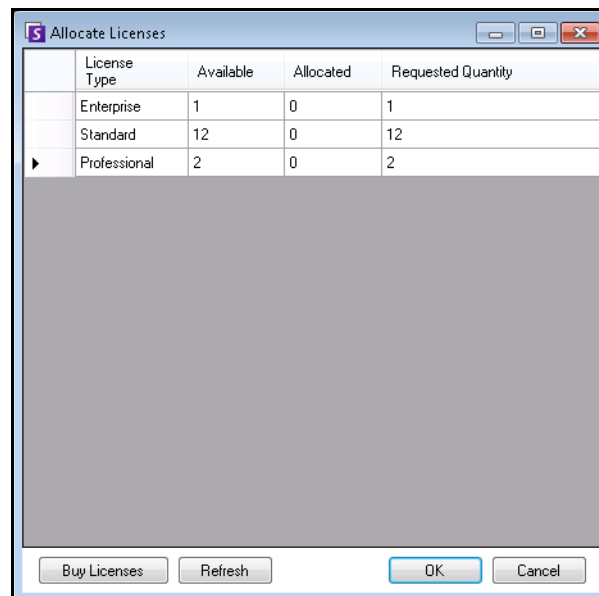 S Allocate Licenses
License Type Available Allocated Requested Quantity
Enterprise 1 0 1
Standard 12 0 12
Professional 2 0 2
Buy Licenses Refresh OK Cancel